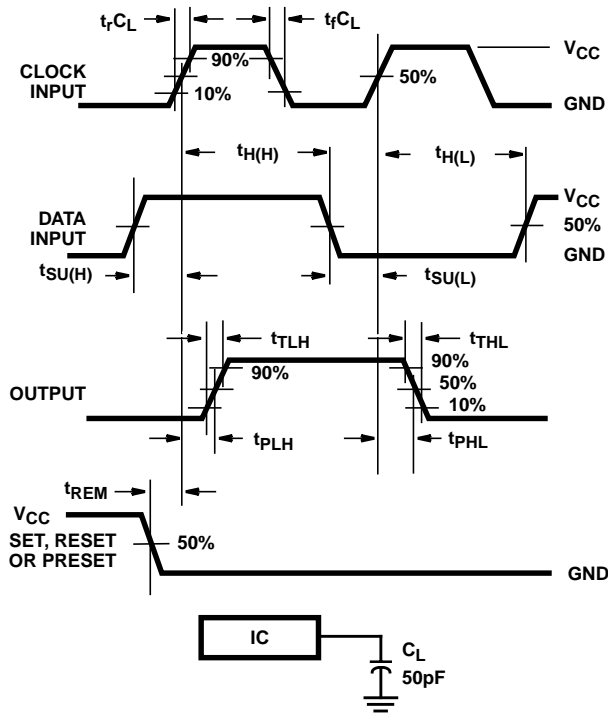 trCL
tfCL
VCC
90%
50%
CLOCK
INPUT
10%
GND
tH(H)
tH(L)
VCC
DATA
INPUT
50%
GND
tSU(H)
tSU(L)
tTLH
tTHL
90%
90%
OUTPUT
50%
10%
tPLH
tPHL
tREM
VCC
SET, RESET
OR PRESET
50%
GND
IC
CL
50pF